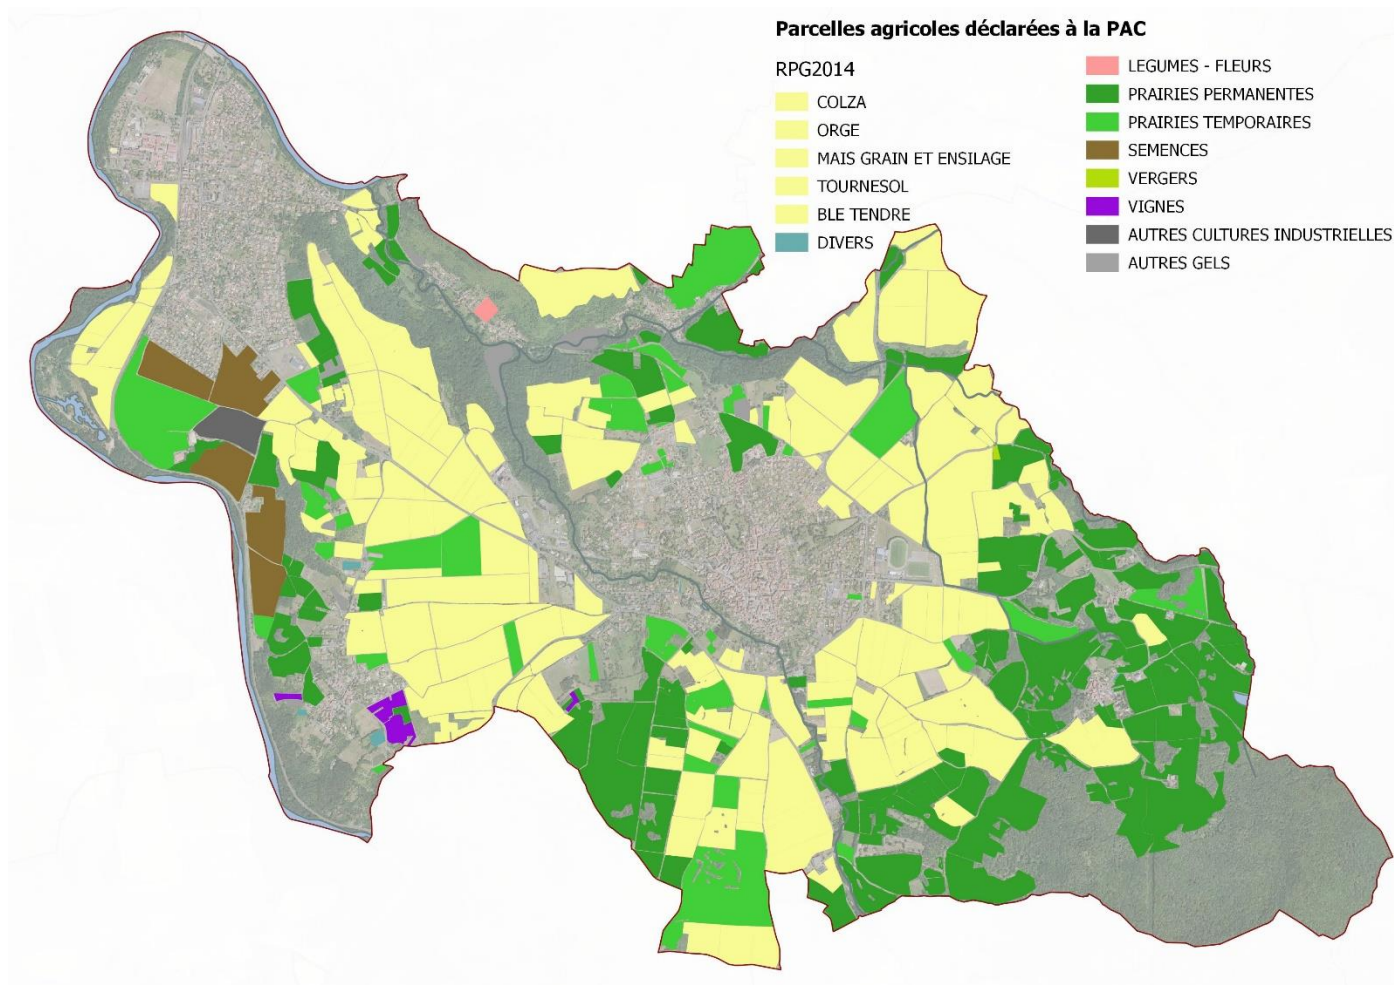 Parcelles agricoles déclarées à la PAC
RPG2014
COLZA
ORGE
MAIS GRAIN ET ENSILAGE
TOURNESOL
BLE TENDRE
DIVERS
LEGUMES - FLEURS
PRAIRIES PERMANENTES
PRAIRIES TEMPORAIRES
SEMENCES
VERGERS
VIGNES
AUTRES CULTURES INDUSTRIELLES
AUTRES GELS